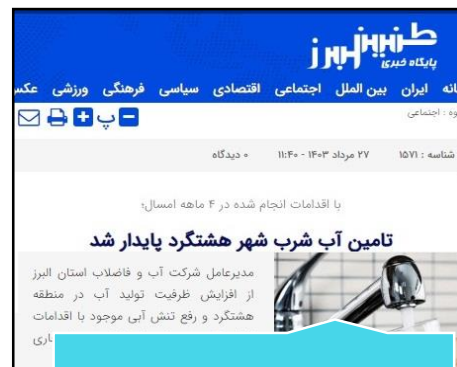 طنین البرز
پایگاه خبری
خانه ایران بین الملل اجتماعی اقتصادی سیاسی فرهنگی ورزشی عکس
وه : اجتماعی
پ
شناسه : ۱۵۷۱ ۲۷ مرداد ۱۴۰۳ - ۱۱:۴۰ ۰ دیدگاه
با اقدامات انجام شده در ۴ ماهه امسال؛
تامین آب شرب شهر هشتگرد پایدار شد
مدیرعامل شرکت آب و فاضلاب استان البرز
از افزایش ظرفیت تولید آب در منطقه
هشتگرد و رفع تنش آبی موجود با اقدامات